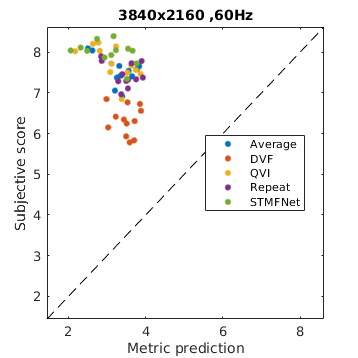 3840x2160 ,60Hz
8
7
6
5
4
3
2
Subjective score
Average
DVF
QVI
Repeat
STMFNet
2
4
6
8
Metric prediction